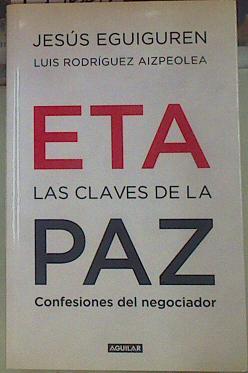 JESÚS EGUIGUREN
LUIS RODRÍGUEZ AIZPEOLEA
ETA
LAS CLAVES DE LA
PAZ
Confesiones del negociador
AGUILAR